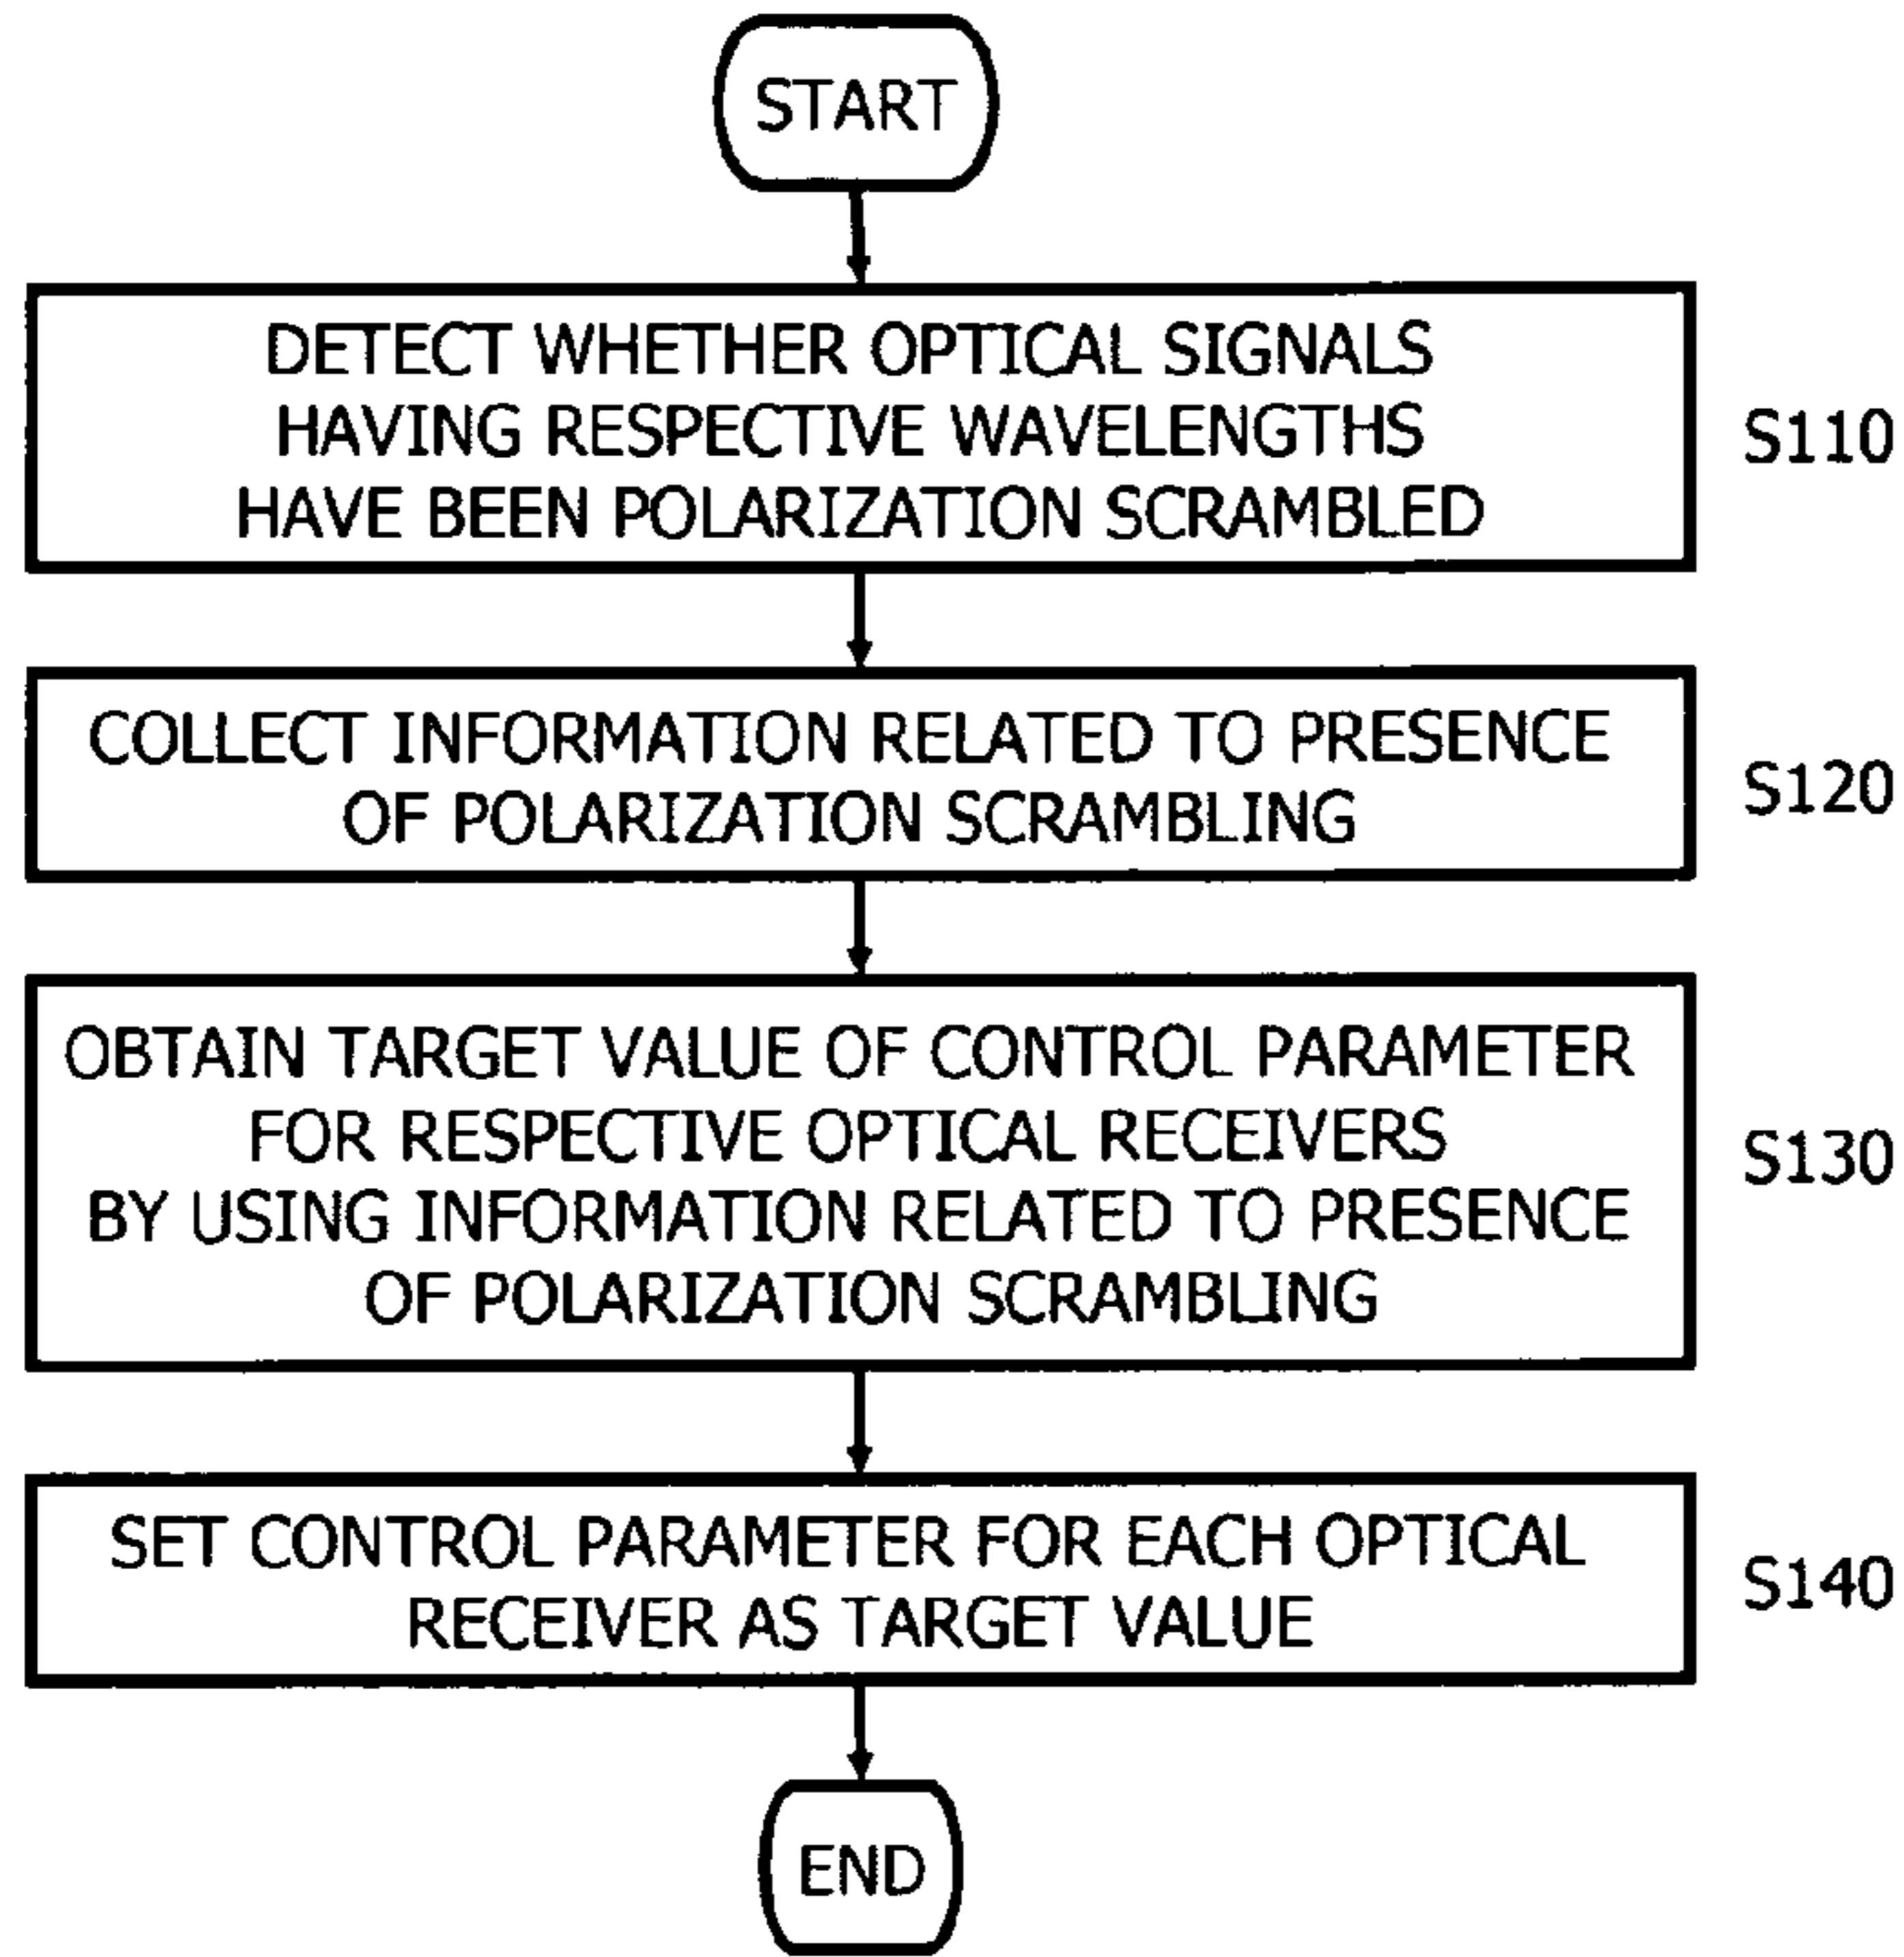 START
DETECT WHETHER OPTICAL SIGNALS
HAVING RESPECTIVE WAVELENGTHS
HAVE BEEN POLARIZATION SCRAMBLED
S110
COLLECT INFORMATION RELATED TO PRESENCE
OF POLARIZATION SCRAMBLING
S120
OBTAIN TARGET VALUE OF CONTROL PARAMETER
FOR RESPECTIVE OPTICAL RECEIVERS
BY USING INFORMATION RELATED TO PRESENCE
OF POLARIZATION SCRAMBLING
S130
SET CONTROL PARAMETER FOR EACH OPTICAL
RECEIVER AS TARGET VALUE
S140
END